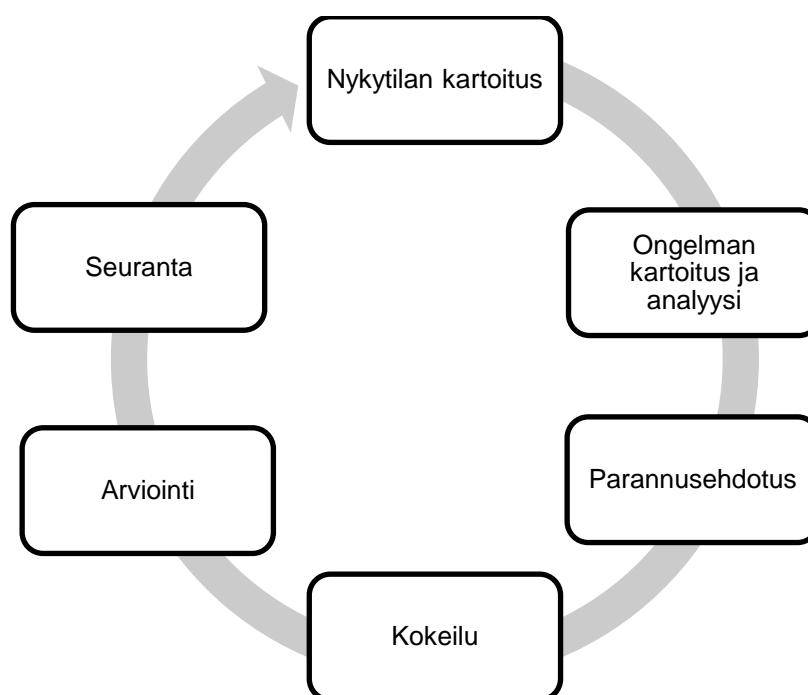 Nykytilan kartoitus
Ongelman
kartoitus ja
analyysi
Parannusehdotus
Kokeilu
Arviointi
Seuranta